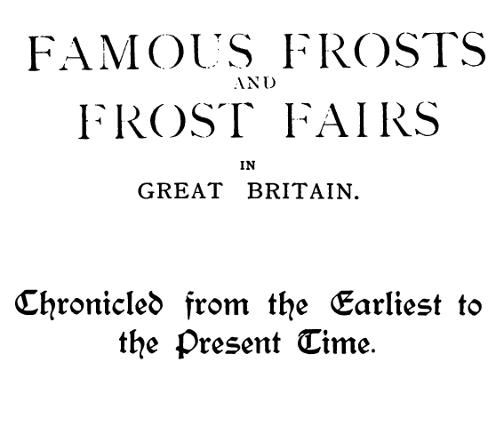 FAMOUS FROSTS
AND
FROST FAIRS
IN
GREAT BRITAIN.
Chronicled from the Earliest to
the Present Time.